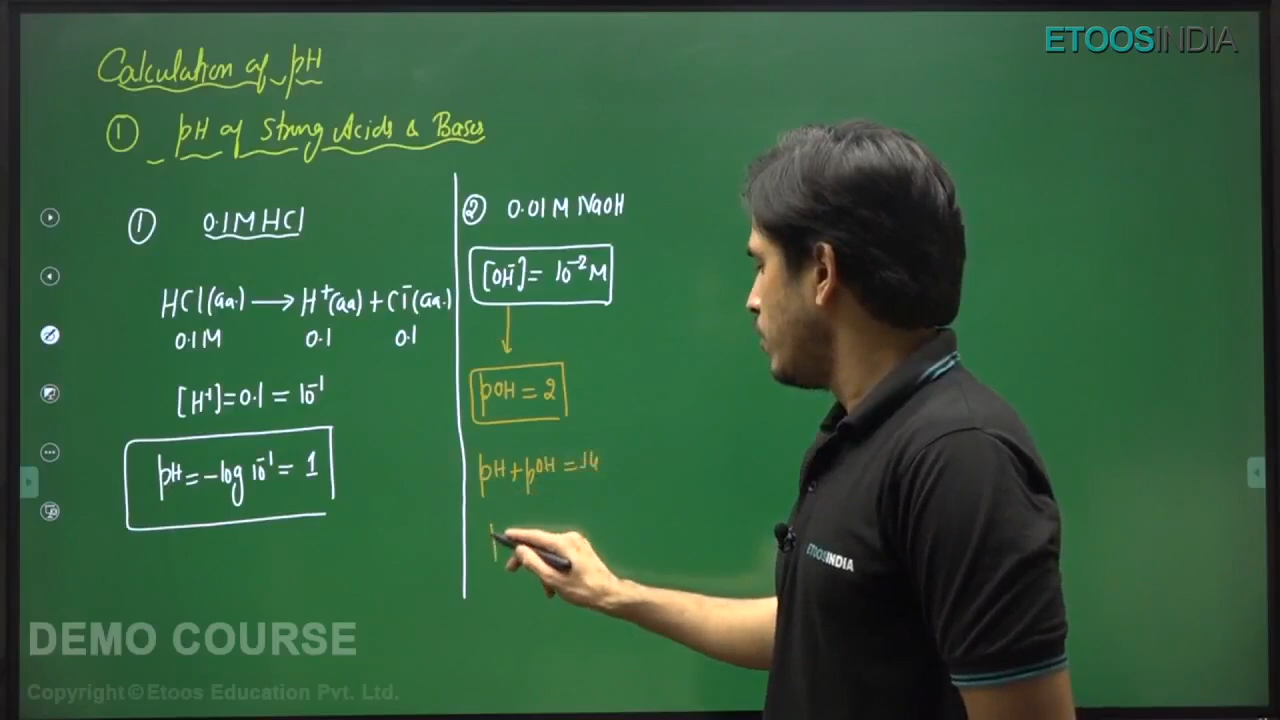 ETOOSINDIA
Calculation of pH
① pH of Strong Acids & Bases
① 0.1M HCl
HCl(aq.) ⟶ H⁺(aq) + Cl⁻(aq.)
0.1M 0.1 0.1
[H⁺]=0.1 = 10⁻¹
pH = -log 10⁻¹ = 1
② 0.01 M NaOH
[OH⁻] = 10⁻² M
pOH = 2
pH + pOH = 14
ETOOSINDIA
DEMO COURSE
Copyright © Etoos Education Pvt. Ltd.